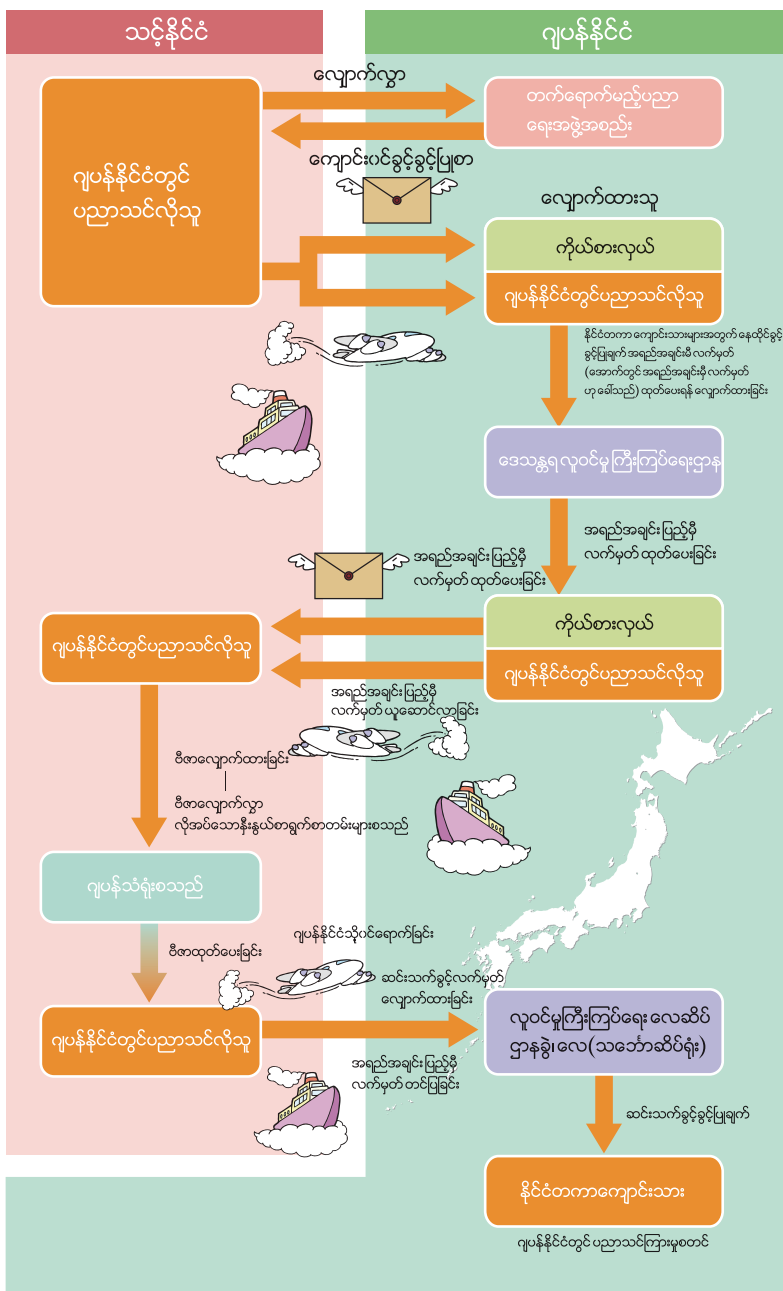 သင့်နိုင်ငံ
ဂျပန်နိုင်ငံ
လျှောက်လွှာ
တက်ရောက်မည့်ပညာ
ရေးအဖွဲ့အစည်း
ကျောင်းဝင်ခွင့်ခွင့်ပြုစာ
ဂျပန်နိုင်ငံတွင်
ပညာသင်လိုသူ
လျှောက်ထားသူ
ကိုယ်စားလှယ်
ဂျပန်နိုင်ငံတွင်ပညာသင်လိုသူ
နိုင်ငံတကာ ကျောင်းသားများအတွက် နေထိုင်ခွင့်
ခွင့်ပြုချက် အရည်အချင်းမီ လက်မှတ်
(အောက်တွင် အရည်အချင်းမှီ လက်မှတ်
ဟု ခေါ်သည်) ထုတ်ပေးရန် လျှောက်ထားခြင်း
ဒေသန္တရ လူဝင်မှု ကြီးကြပ်ရေးဌာန
အရည်အချင်း ပြည့်မှီ
လက်မှတ် ထုတ်ပေးခြင်း
အရည်အချင်း ပြည့်မှီ
လက်မှတ် ထုတ်ပေးခြင်း
ကိုယ်စားလှယ်
ဂျပန်နိုင်ငံတွင်ပညာသင်လိုသူ
ဂျပန်နိုင်ငံတွင်ပညာသင်လိုသူ
အရည်အချင်း ပြည့်မှီ
လက်မှတ် ယူဆောင်လာခြင်း
ဗီဇာလျှောက်ထားခြင်း
ဗီဇာလျှောက်လွှာ
လိုအပ်သောနှီးနွယ်စာရွက်စာတမ်းများစသည်
ဂျပန်သံရုံးစသည်
ဗီဇာထုတ်ပေးခြင်း
ဂျပန်နိုင်ငံသို့ဝင်ရောက်ခြင်း
ဆင်းသက်ခွင့်လက်မှတ်
လျှောက်ထားခြင်း
ဂျပန်နိုင်ငံတွင်ပညာသင်လိုသူ
အရည်အချင်း ပြည့်မှီ
လက်မှတ် တင်ပြခြင်း
လူဝင်မှုကြီးကြပ်ရေး လေဆိပ်
ဌာနခွဲ၊ လေ (သင်္ဘောဆိပ်ရုံး)
ဆင်းသက်ခွင့်ခွင့်ပြုချက်
နိုင်ငံတကာကျောင်းသား
ဂျပန်နိုင်ငံတွင် ပညာသင်ကြားမှုစတင်